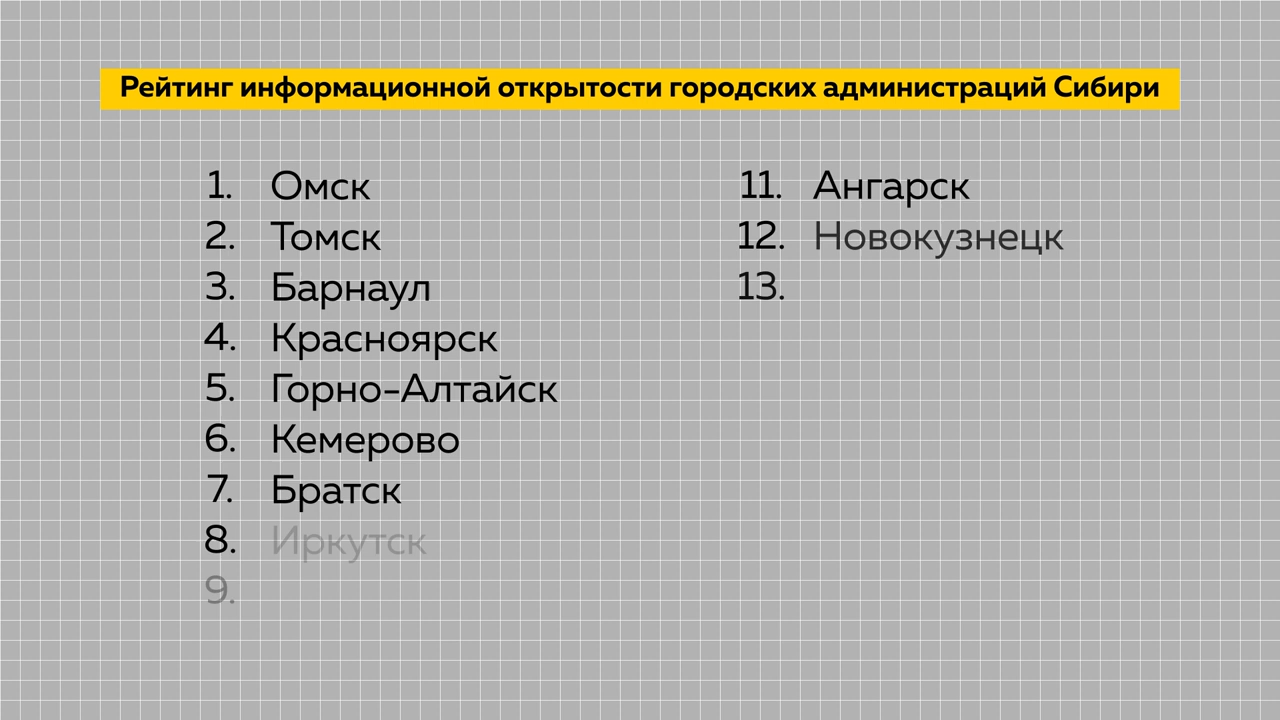 Рейтинг информационной открытости городских администраций Сибири
1. Омск
2. Томск
3. Барнаул
4. Красноярск
5. Горно-Алтайск
6. Кемерово
7. Братск
8. Иркутск
9.
11. Ангарск
12. Новокузнецк
13.